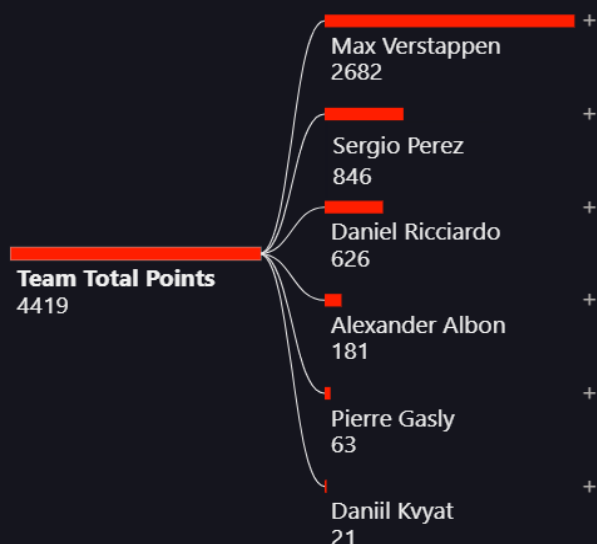 Team Total Points
4419
Max Verstappen
2682
Sergio Perez
846
Daniel Ricciardo
626
Alexander Albon
181
Pierre Gasly
63
Daniil Kvyat
21